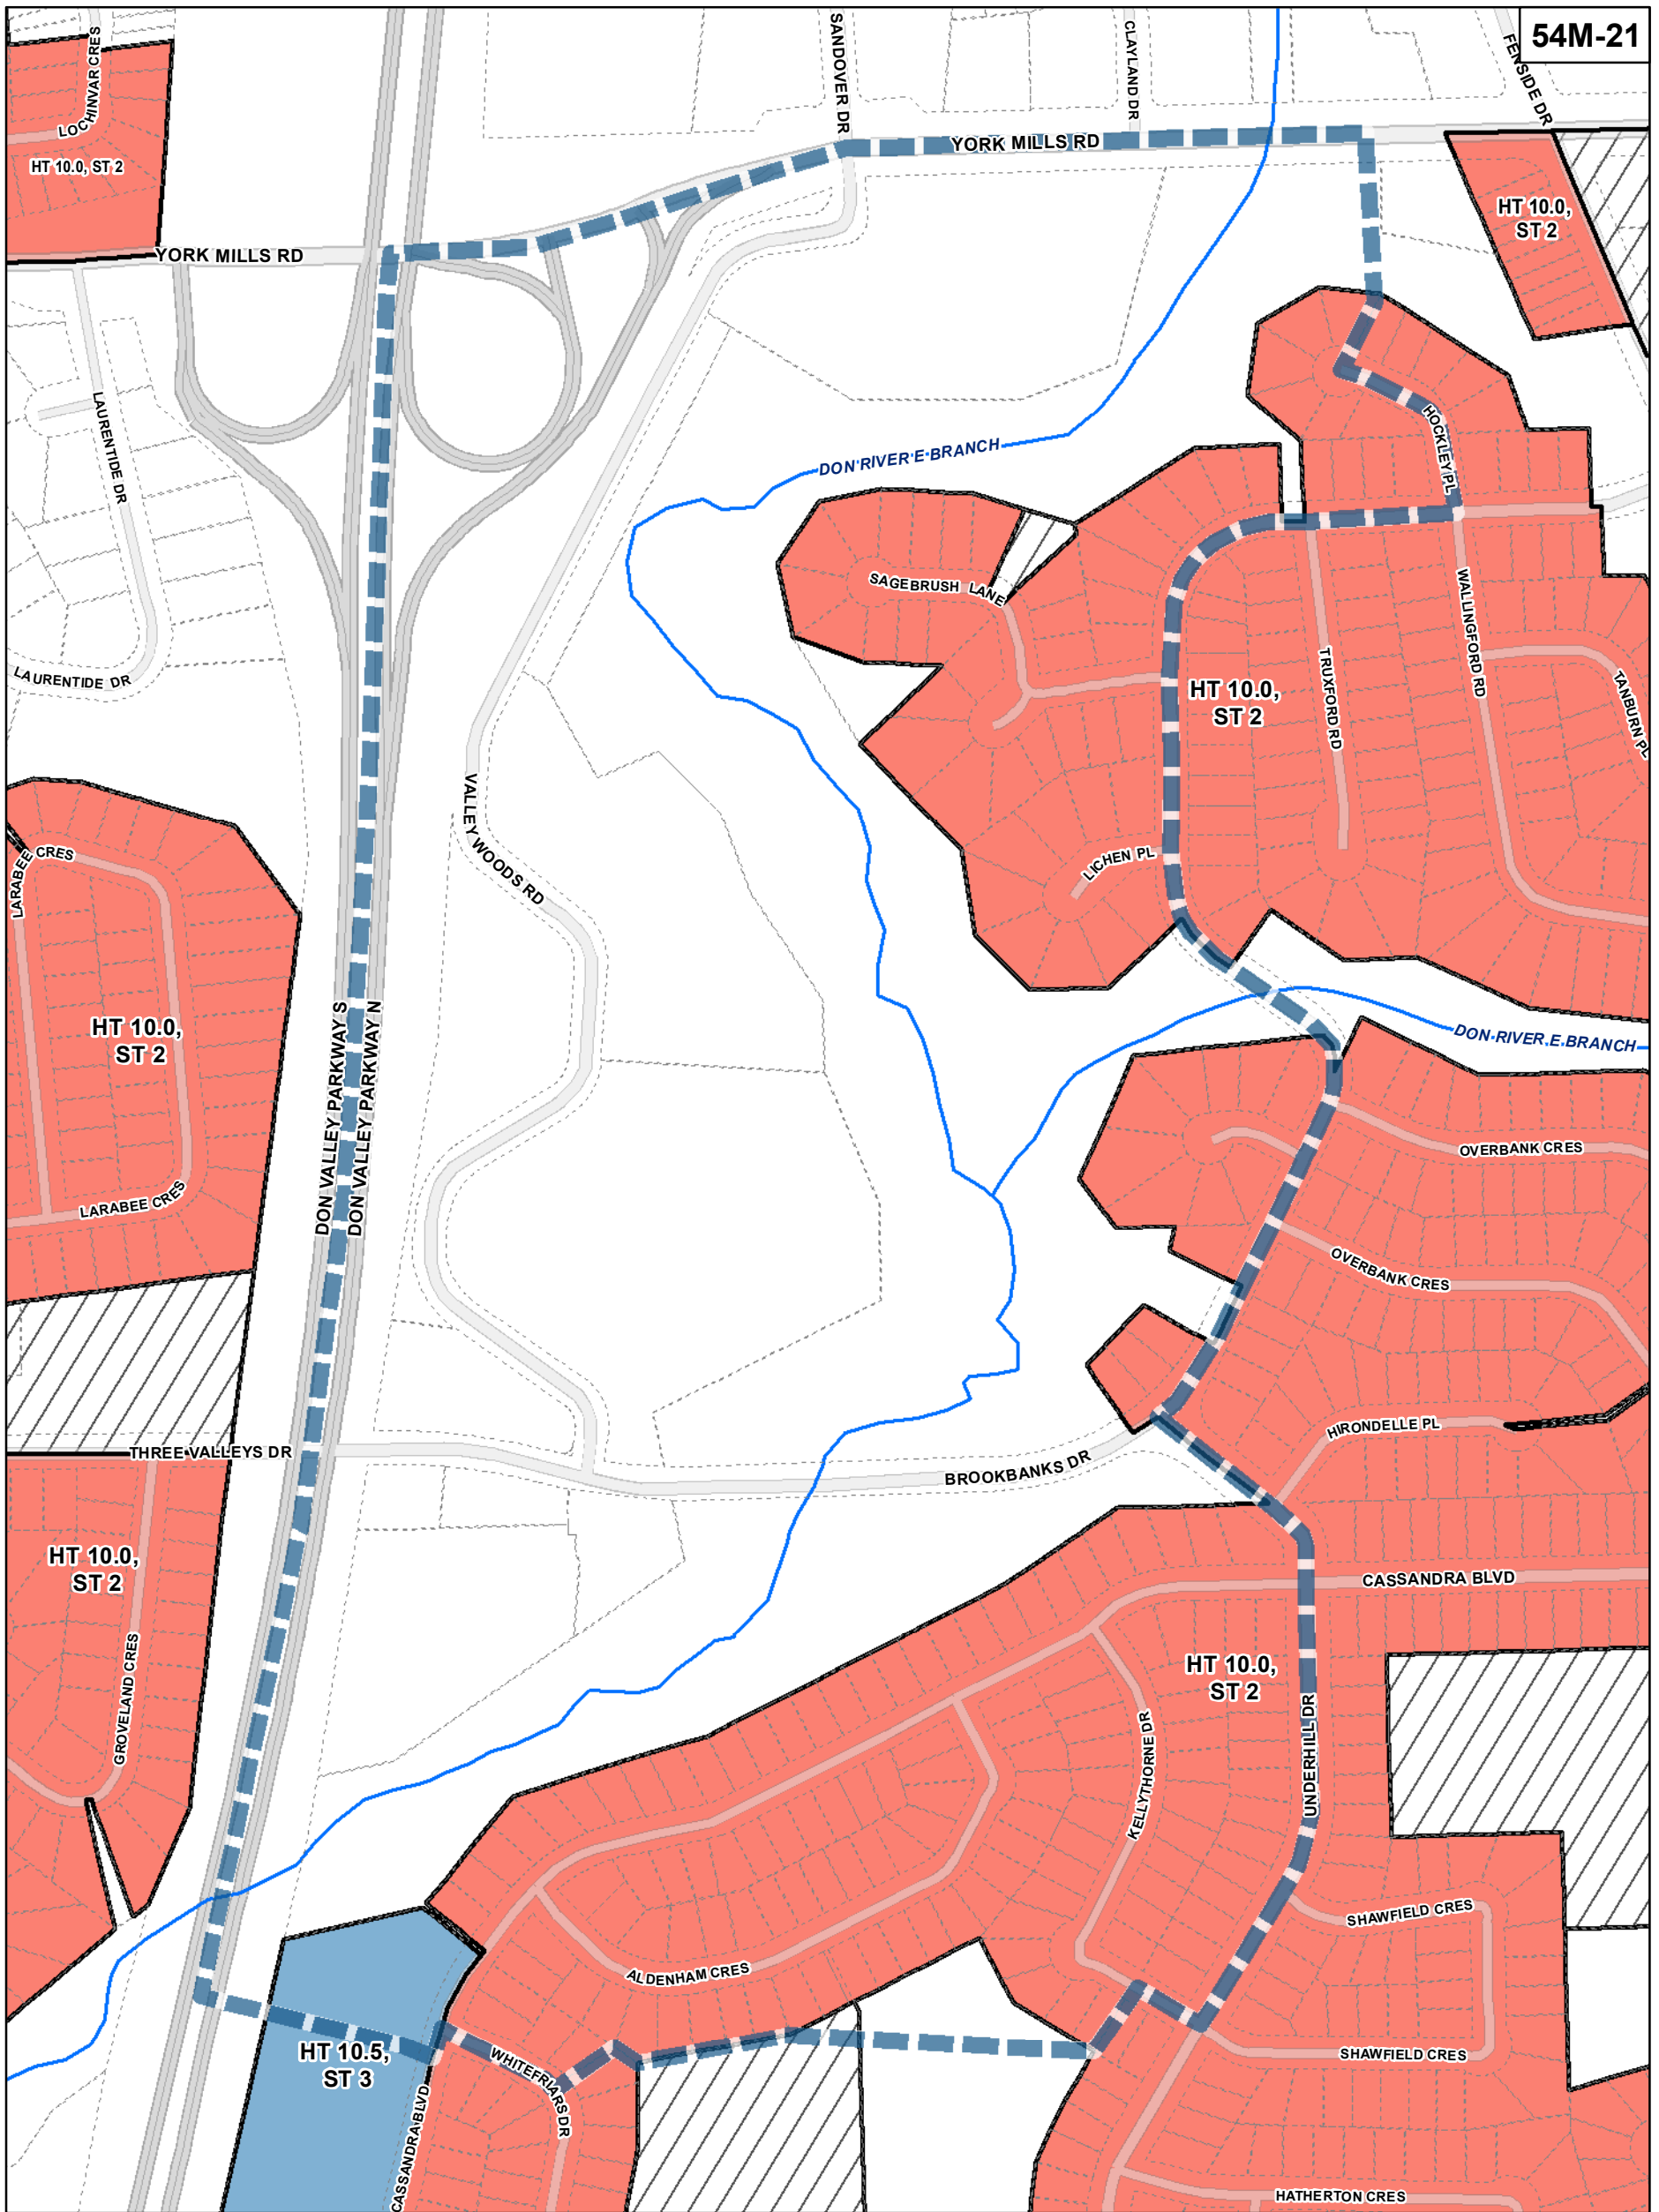 54M-21
LOCHINVAR CRES
SANDOVER DR
CLAYLAND DR
FENSIDE DR
HT 10.0, ST 2
YORK MILLS RD
YORK MILLS RD
HT 10.0,
ST 2
LAURENTIDE DR
HOCKLEY PL
DON RIVER E BRANCH
SAGEBRUSH LANE
LAURENTIDE DR
HT 10.0,
ST 2
TRUXFORD RD
WALLINGFORD RD
TANBURN PL
VALLEY WOODS RD
LARABEE CRES
LICHEN PL
HT 10.0,
ST 2
DON VALLEY PARKWAY S
DON VALLEY PARKWAY N
DON RIVER E BRANCH
OVERBANK CRES
LARABEE CRES
OVERBANK CRES
HIRONDELLE PL
THREE VALLEYS DR
BROOKBANKS DR
HT 10.0,
ST 2
CASSANDRA BLVD
GROVELAND CRES
HT 10.0,
ST 2
KELLYTHORNE DR
UNDERHILL DR
SHAWFIELD CRES
ALDENHAM CRES
HT 10.5,
ST 3
WHITEFRIARS DR
SHAWFIELD CRES
CASSANDRA BLVD
HATHERTON CRES